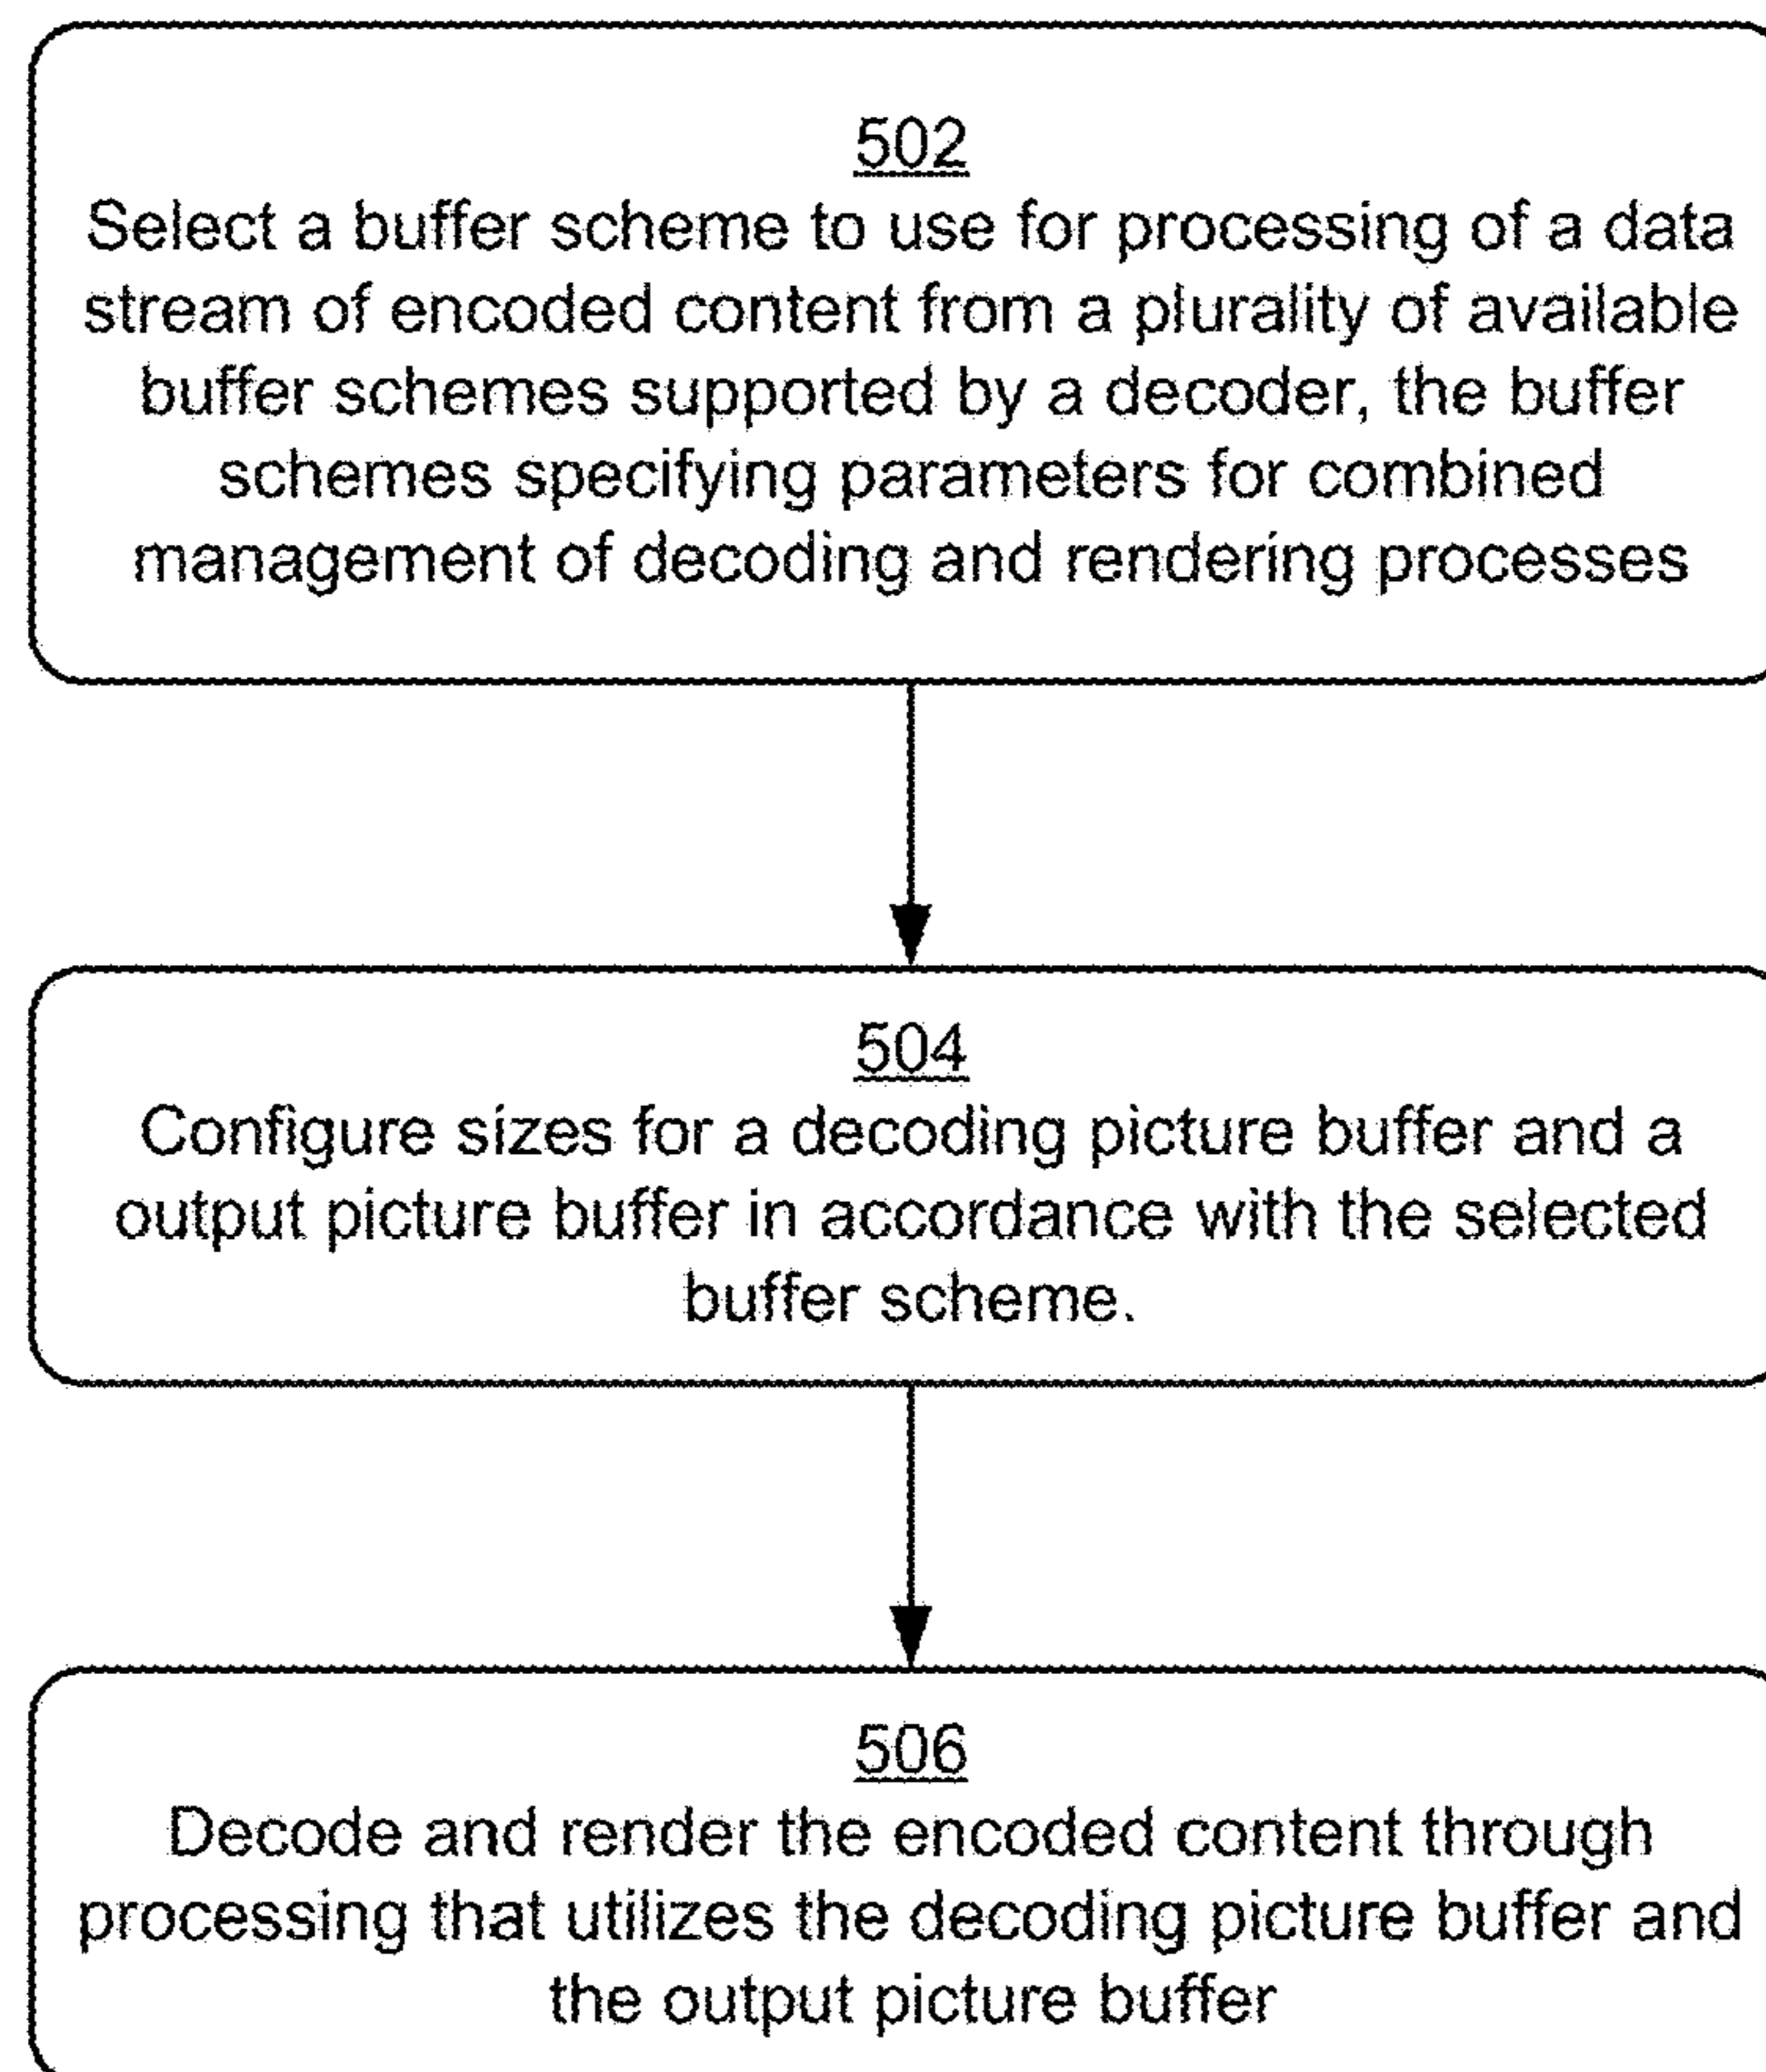 502
Select a buffer scheme to use for processing of a data
stream of encoded content from a plurality of available
buffer schemes supported by a decoder, the buffer
schemes specifying parameters for combined
management of decoding and rendering processes
504
Configure sizes for a decoding picture buffer and a
output picture buffer in accordance with the selected
buffer scheme.
506
Decode and render the encoded content through
processing that utilizes the decoding picture buffer and
the output picture buffer